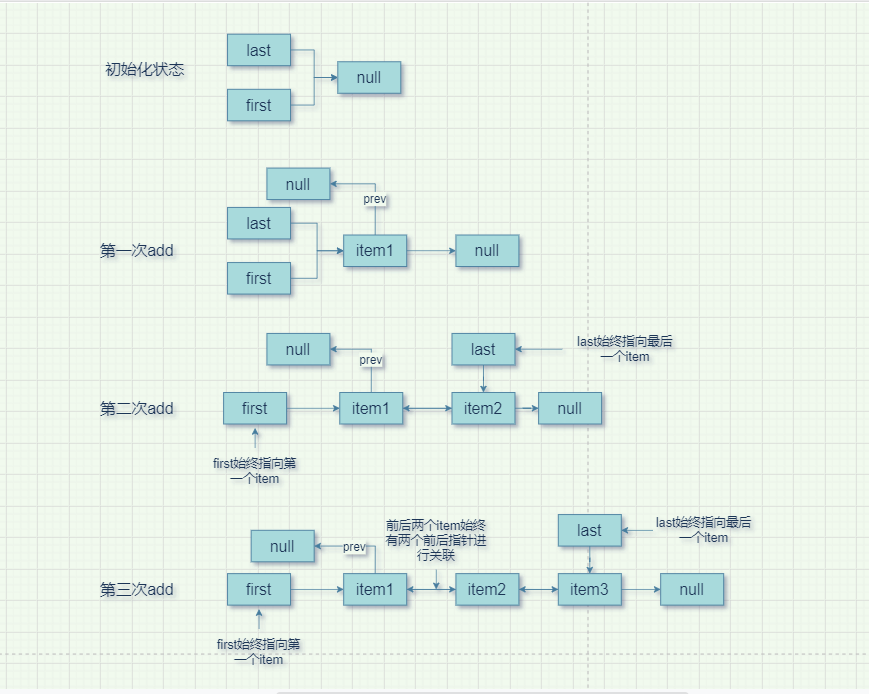 last
初始化状态
null
first
null
prev
last
第一次add
item1
null
first
null
prev
last
last始终指向最后
一个item
第二次add
first
item1
item2
null
first始终指向第
一个item
前后两个item始终
有两个前后指针进
行关联
last
last始终指向最后
一个item
null
prev
第三次add
first
item1
item2
item3
null
first始终指向第
一个item